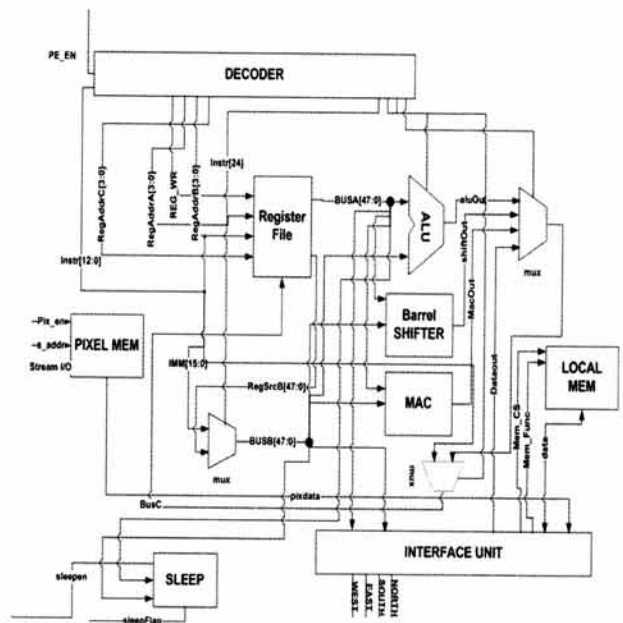 PE_EN
DECODER
RegAddrC[3:0]
RegAddrA[3:0]
REG_WR
RegAddrB[3:0]
Instr[24]
Instr[12:0]
Register
File
BUSA[47:0]
ALU
aluOut
shiftOut
MacOut
mux
Pix_en
s_addr
Stream I/O
PIXEL MEM
IMM[15:0]
RegSrcB[47:0]
Barrel
SHIFTER
MAC
Dataout
Mem_CS
Mem_Func
data
LOCAL
MEM
mux
BUSB[47:0]
mux
pixdata
BusC
INTERFACE UNIT
sleepen
SLEEP
sleepFlag
WEST
EAST
SOUTH
NORTH